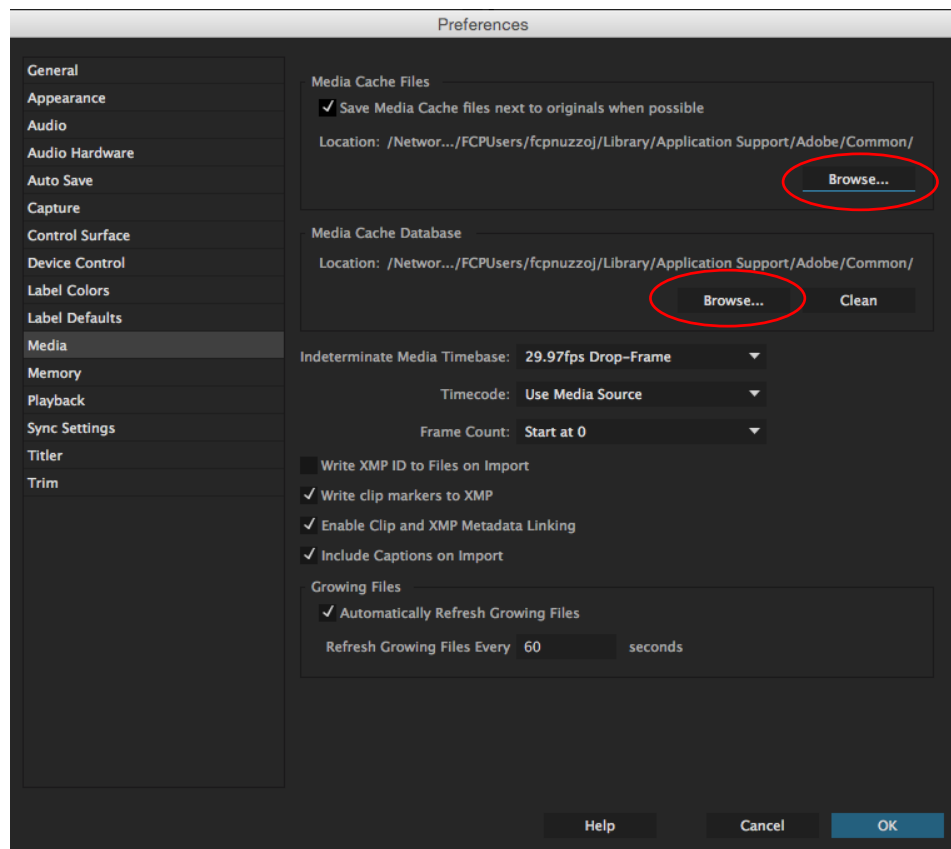 Preferences
General
Appearance
Audio
Audio Hardware
Auto Save
Capture
Control Surface
Device Control
Label Colors
Label Defaults
Media
Memory
Playback
Sync Settings
Titler
Trim
Media Cache Files
Save Media Cache files next to originals when possible
Location: /Networ.../FCPUsers/fcpnuzzoj/Library/Application Support/Adobe/Common/
Browse...
Media Cache Database
Location: /Networ.../FCPUsers/fcpnuzzoj/Library/Application Support/Adobe/Common/
Browse... Clean
Indeterminate Media Timebase: 29.97fps Drop-Frame
Timecode: Use Media Source
Frame Count: Start at 0
Write XMP ID to Files on Import
Write clip markers to XMP
Enable Clip and XMP Metadata Linking
Include Captions on Import
Growing Files
Automatically Refresh Growing Files
Refresh Growing Files Every 60 seconds
Help Cancel OK